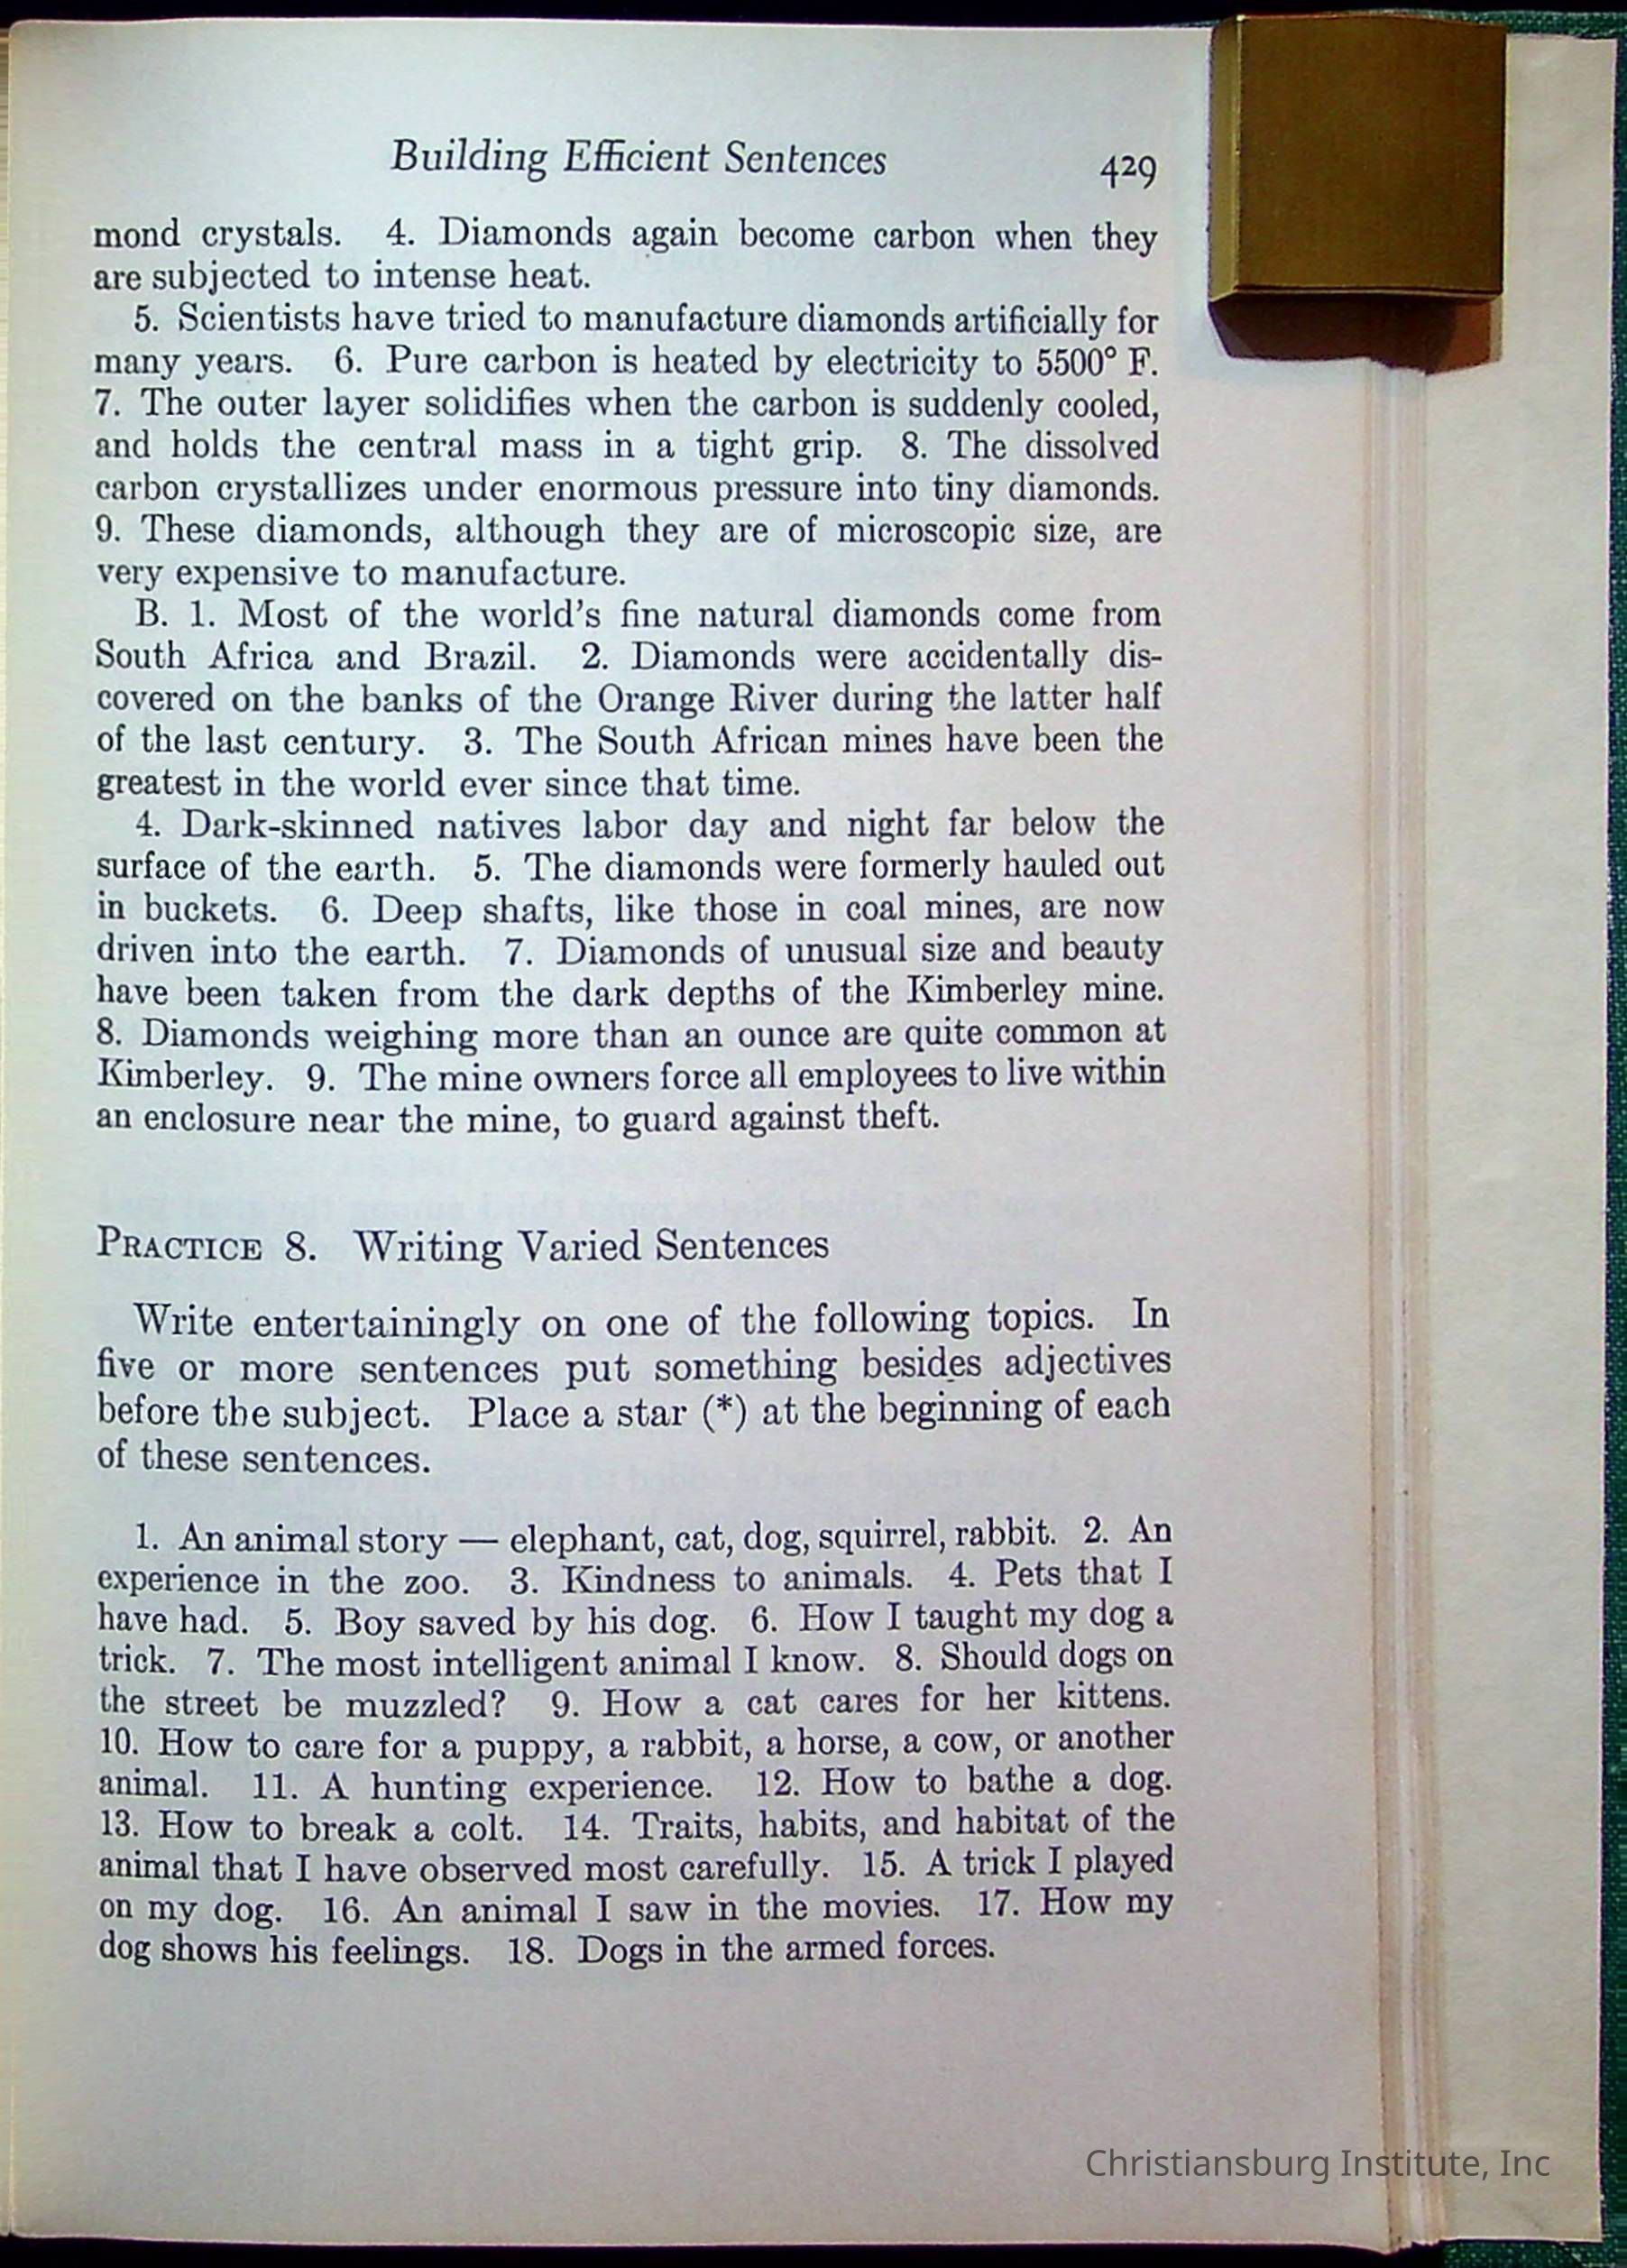 Building Efficient Sentences 429
mond crystals. 4. Diamonds again become carbon when they
are subjected to intense heat.
5. Scientists have tried to manufacture diamonds artificially for
many years. 6. Pure carbon is heated by electricity to 5500° F.
7. The outer layer solidifies when the carbon is suddenly cooled,
and holds the central mass in a tight grip. 8. The dissolved
carbon crystallizes under enormous pressure into tiny diamonds.
9. These diamonds, although they are of microscopic size, are
very expensive to manufacture.
B. 1. Most of the world's fine natural diamonds come from
South Africa and Brazil. 2. Diamonds were accidentally dis-
covered on the banks of the Orange River during the latter half
of the last century. 3. The South African mines have been the
greatest in the world ever since that time.
4. Dark-skinned natives labor day and night far below the
surface of the earth. 5. The diamonds were formerly hauled out
in buckets. 6. Deep shafts, like those in coal mines, are now
driven into the earth. 7. Diamonds of unusual size and beauty
have been taken from the dark depths of the Kimberley mine.
8. Diamonds weighing more than an ounce are quite common at
Kimberley. 9. The mine owners force all employees to live within
an enclosure near the mine, to guard against theft.
PRACTICE 8. Writing Varied Sentences
Write entertainingly on one of the following topics. In
five or more sentences put something besides adjectives
before the subject. Place a star (*) at the beginning of each
of these sentences.
1. An animal story — elephant, cat, dog, squirrel, rabbit. 2. An
experience in the zoo. 3. Kindness to animals. 4. Pets that I
have had. 5. Boy saved by his dog. 6. How I taught my dog a
trick. 7. The most intelligent animal I know. 8. Should dogs on
the street be muzzled? 9. How a cat cares for her kittens.
10. How to care for a puppy, a rabbit, a horse, a cow, or another
animal. 11. A hunting experience. 12. How to bathe a dog.
13. How to break a colt. 14. Traits, habits, and habitat of the
animal that I have observed most carefully. 15. A trick I played
on my dog. 16. An animal I saw in the movies. 17. How my
dog shows his feelings. 18. Dogs in the armed forces.
Christiansburg Institute, Inc